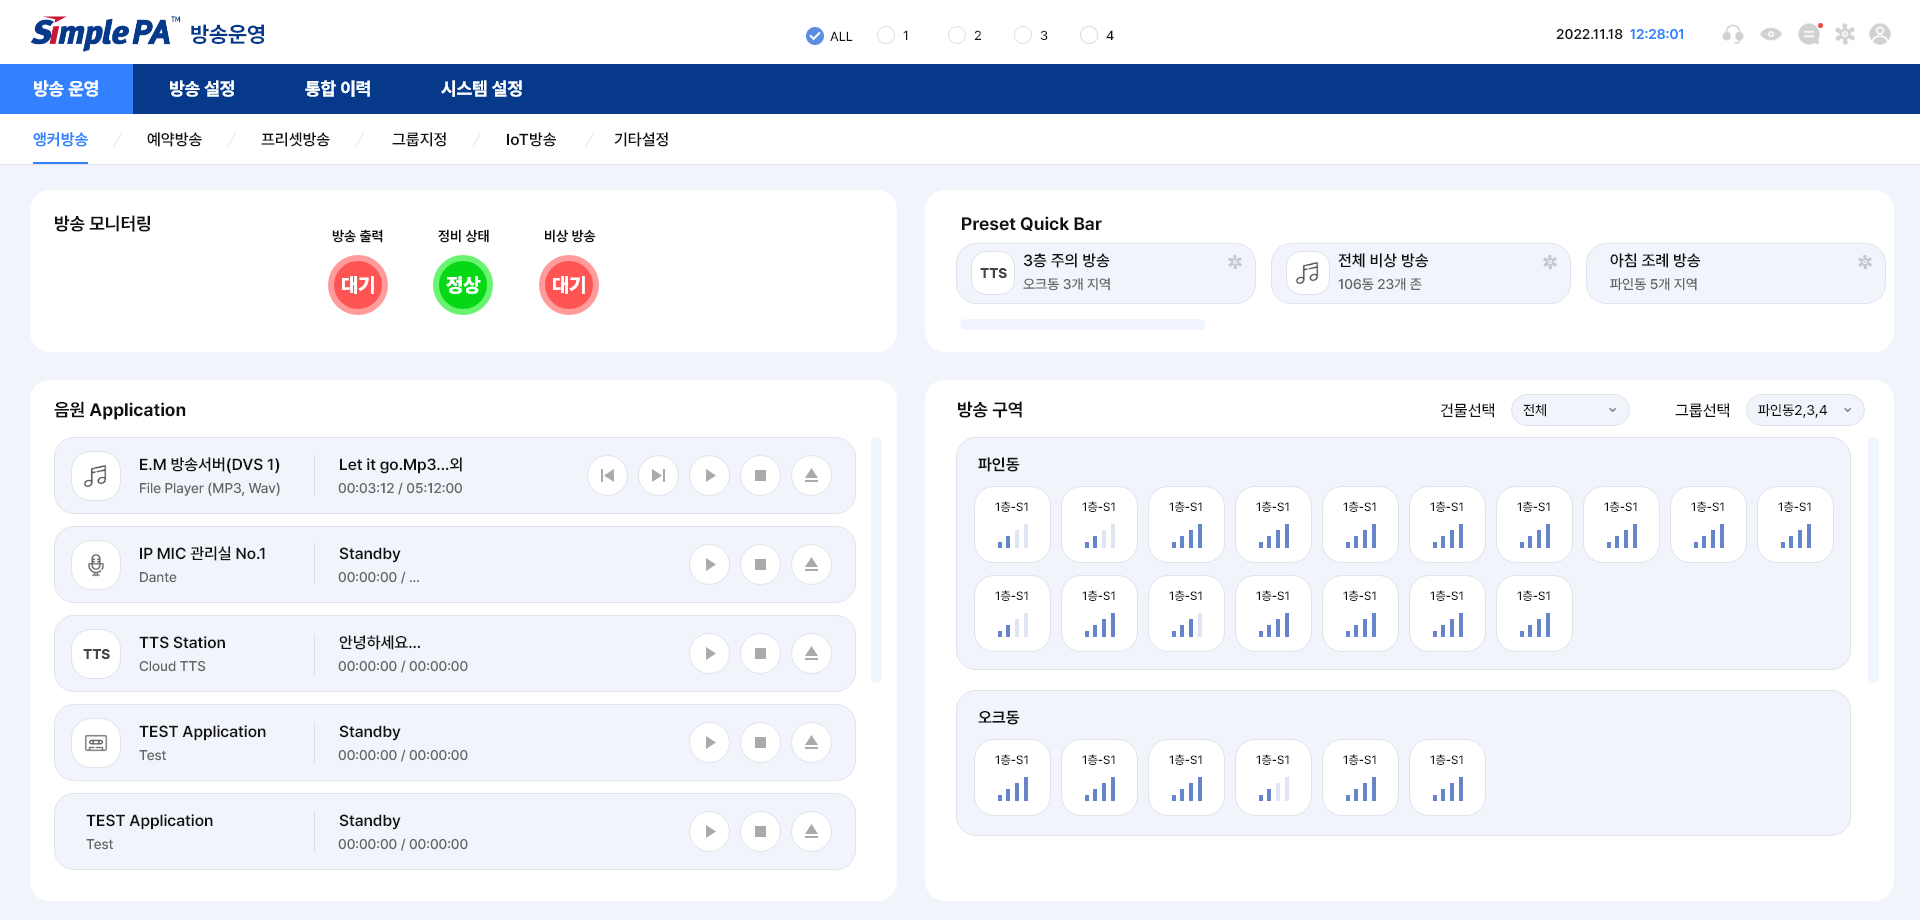 Simple PA™ 방송운영
ALL 1 2 3 4
2022.11.18 12:28:01
방송 운영 방송 설정 통합 이력 시스템 설정
앵커방송 / 예약방송 / 프리셋방송 / 그룹지정 / IoT방송 / 기타설정
방송 모니터링
방송 출력 정비 상태 비상 방송
대기 정상 대기
Preset Quick Bar
TTS
3층 주의 방송
오크동 3개 지역
전체 비상 방송
106동 23개 존
아침 조례 방송
파인동 5개 지역
음원 Application
E.M 방송서버(DVS 1)
File Player (MP3, Wav)
Let it go.Mp3...외
00:03:12 / 05:12:00
IP MIC 관리실 No.1
Dante
Standby
00:00:00 / ...
TTS
TTS Station
Cloud TTS
안녕하세요...
00:00:00 / 00:00:00
TEST Application
Test
Standby
00:00:00 / 00:00:00
TEST Application
Test
Standby
00:00:00 / 00:00:00
방송 구역
건물선택 전체 그룹선택 파인동2,3,4
파인동
1층-S1 1층-S1 1층-S1 1층-S1 1층-S1 1층-S1 1층-S1 1층-S1 1층-S1 1층-S1
1층-S1 1층-S1 1층-S1 1층-S1 1층-S1 1층-S1 1층-S1
오크동
1층-S1 1층-S1 1층-S1 1층-S1 1층-S1 1층-S1